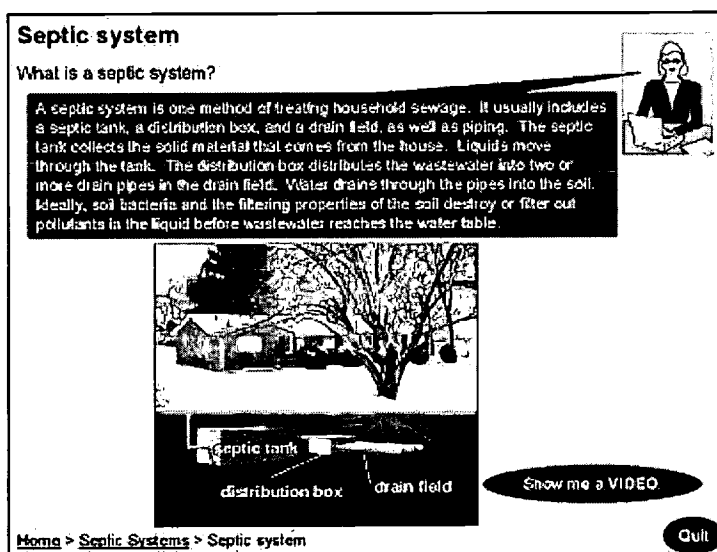 Septic system
What is a septic system?
A septic system is one method of treating household sewage. It usually includes
a septic tank, a distribution box, and a drain field, as well as piping. The septic
tank collects the solid material that comes from the house. Liquids move
through the tank. The distribution box distributes the wastewater into two or
more drain pipes in the drain field. Water drains through the pipes into the soil.
Ideally, soil bacteria and the filtering properties of the soil destroy or filter out
pollutants in the liquid before wastewater reaches the water table.
septic tank
distribution box
drain field
Show me a VIDEO.
Home > Septic Systems > Septic system
Quit